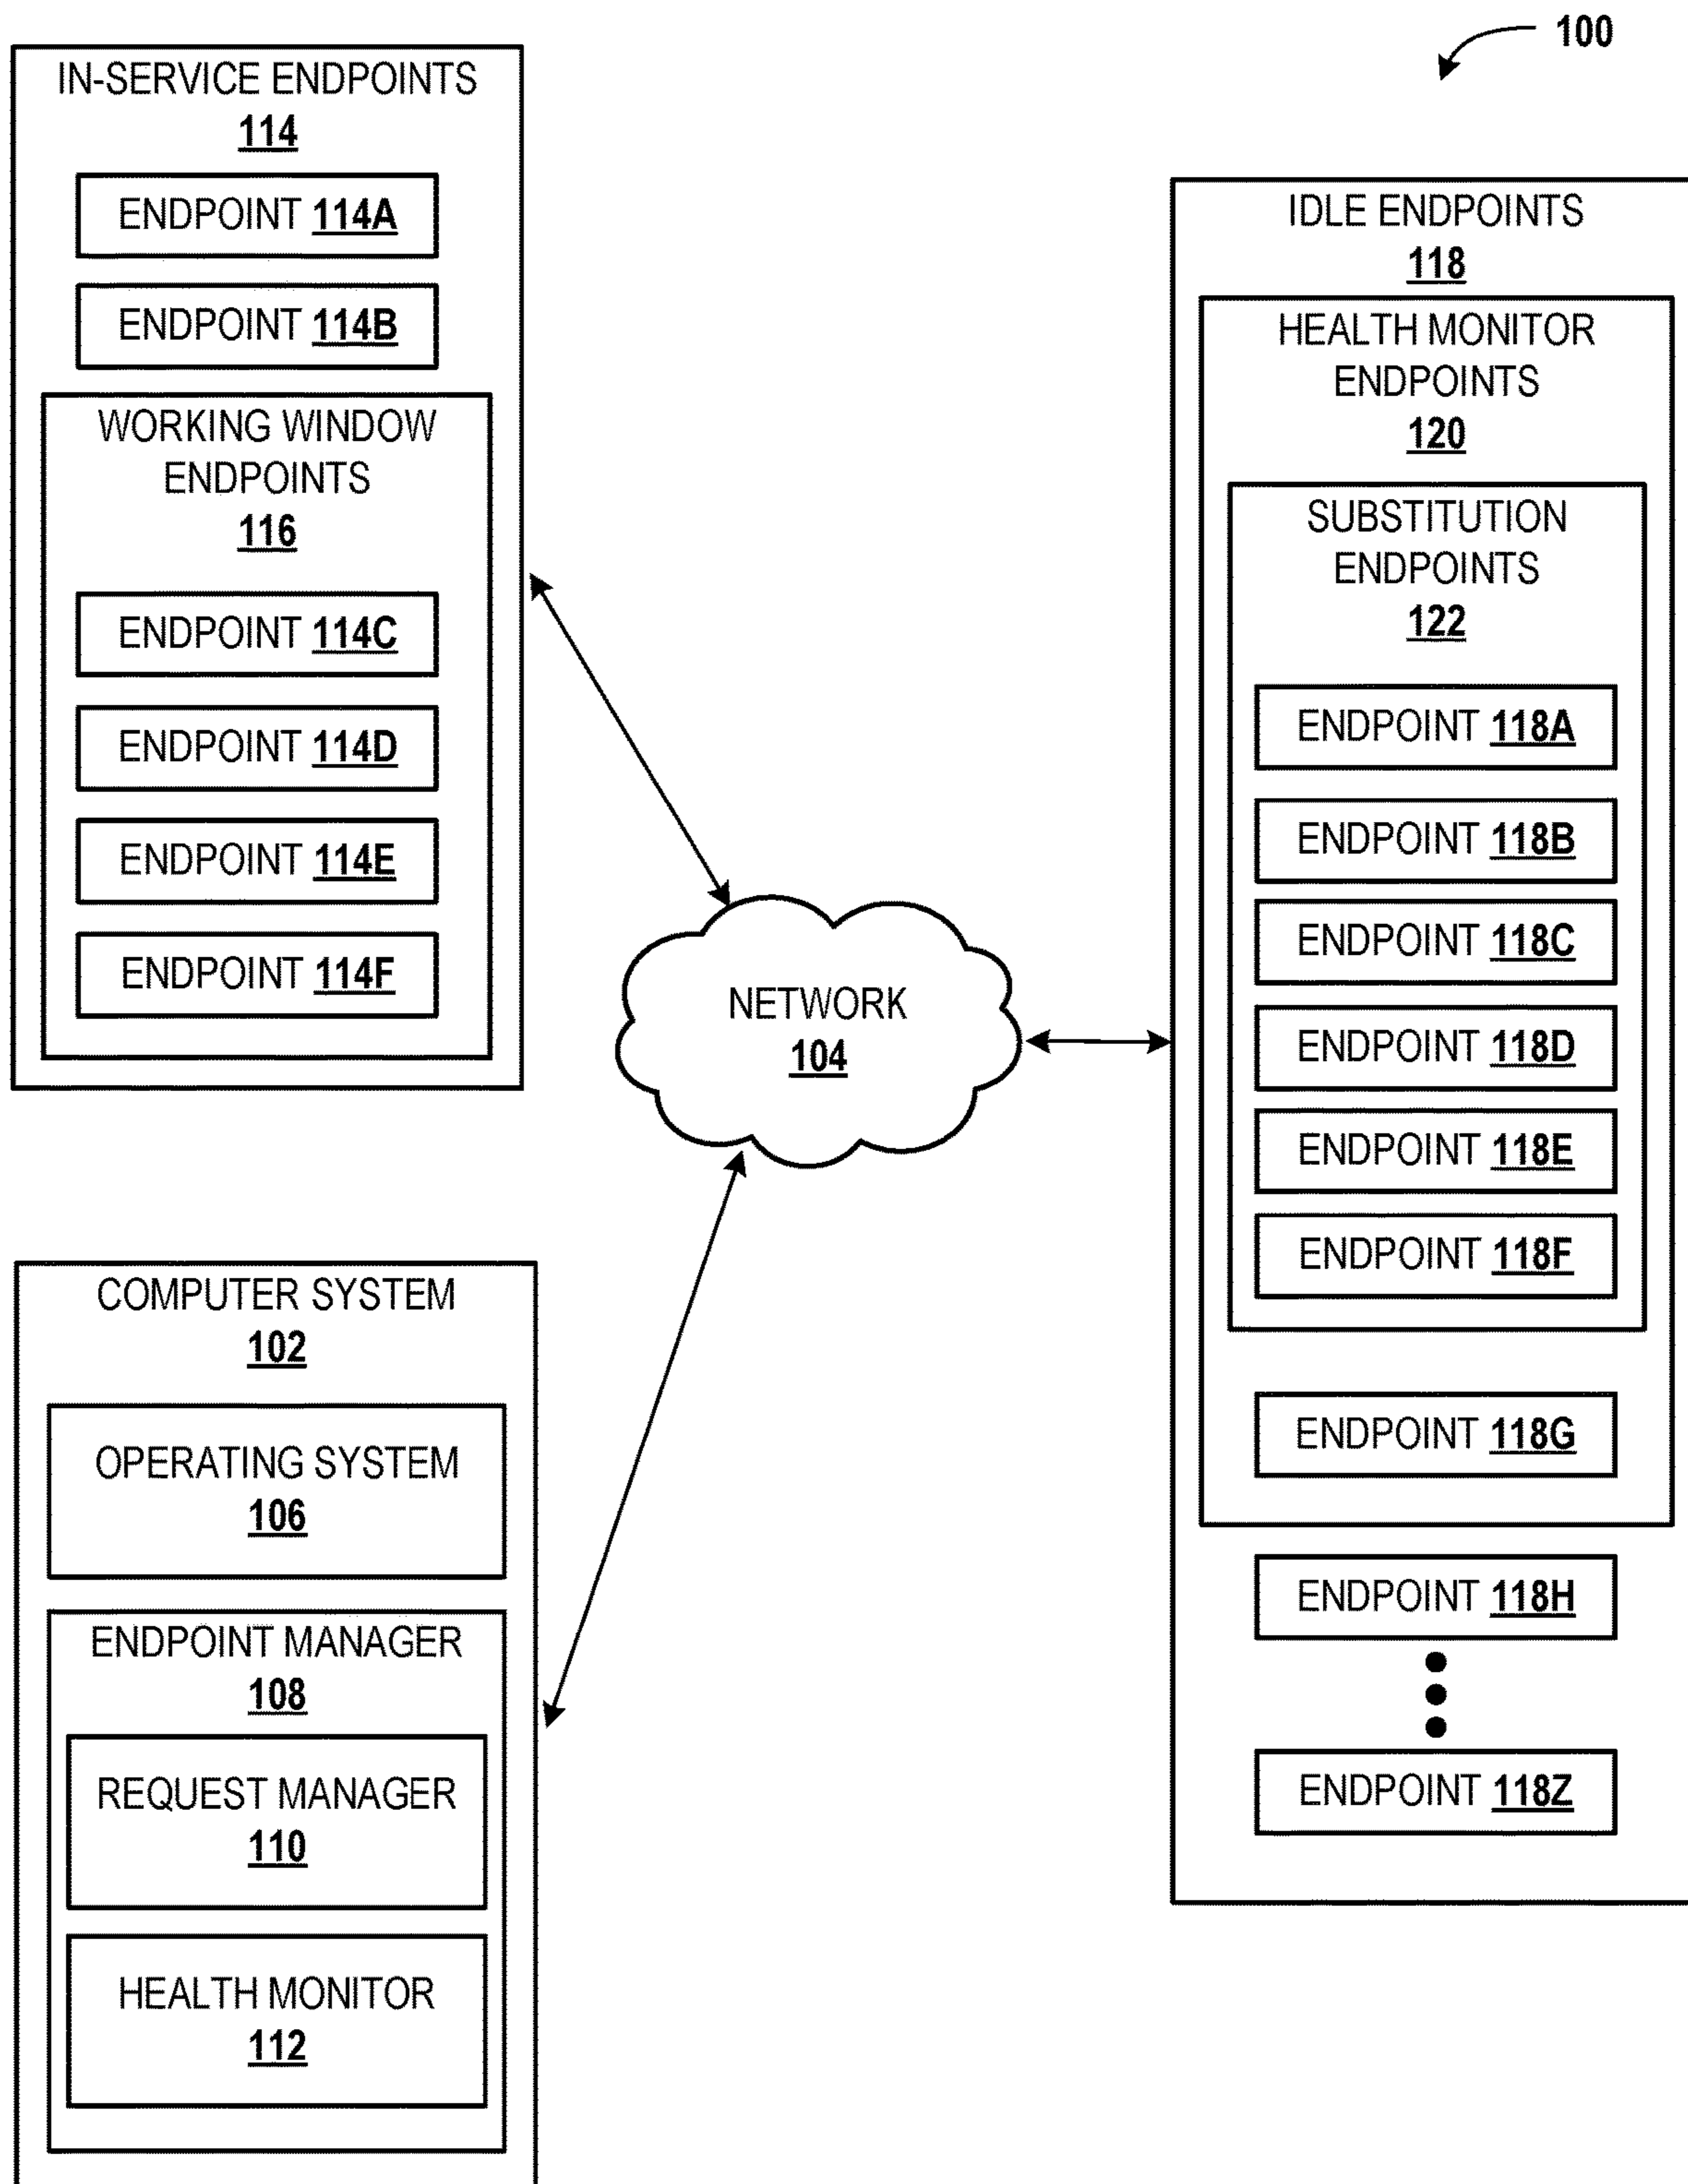 100
IN-SERVICE ENDPOINTS
114
ENDPOINT 114A
ENDPOINT 114B
WORKING WINDOW
ENDPOINTS
116
ENDPOINT 114C
ENDPOINT 114D
ENDPOINT 114E
ENDPOINT 114F
NETWORK
104
COMPUTER SYSTEM
102
OPERATING SYSTEM
106
ENDPOINT MANAGER
108
REQUEST MANAGER
110
HEALTH MONITOR
112
IDLE ENDPOINTS
118
HEALTH MONITOR
ENDPOINTS
120
SUBSTITUTION
ENDPOINTS
122
ENDPOINT 118A
ENDPOINT 118B
ENDPOINT 118C
ENDPOINT 118D
ENDPOINT 118E
ENDPOINT 118F
ENDPOINT 118G
ENDPOINT 118H
ENDPOINT 118Z